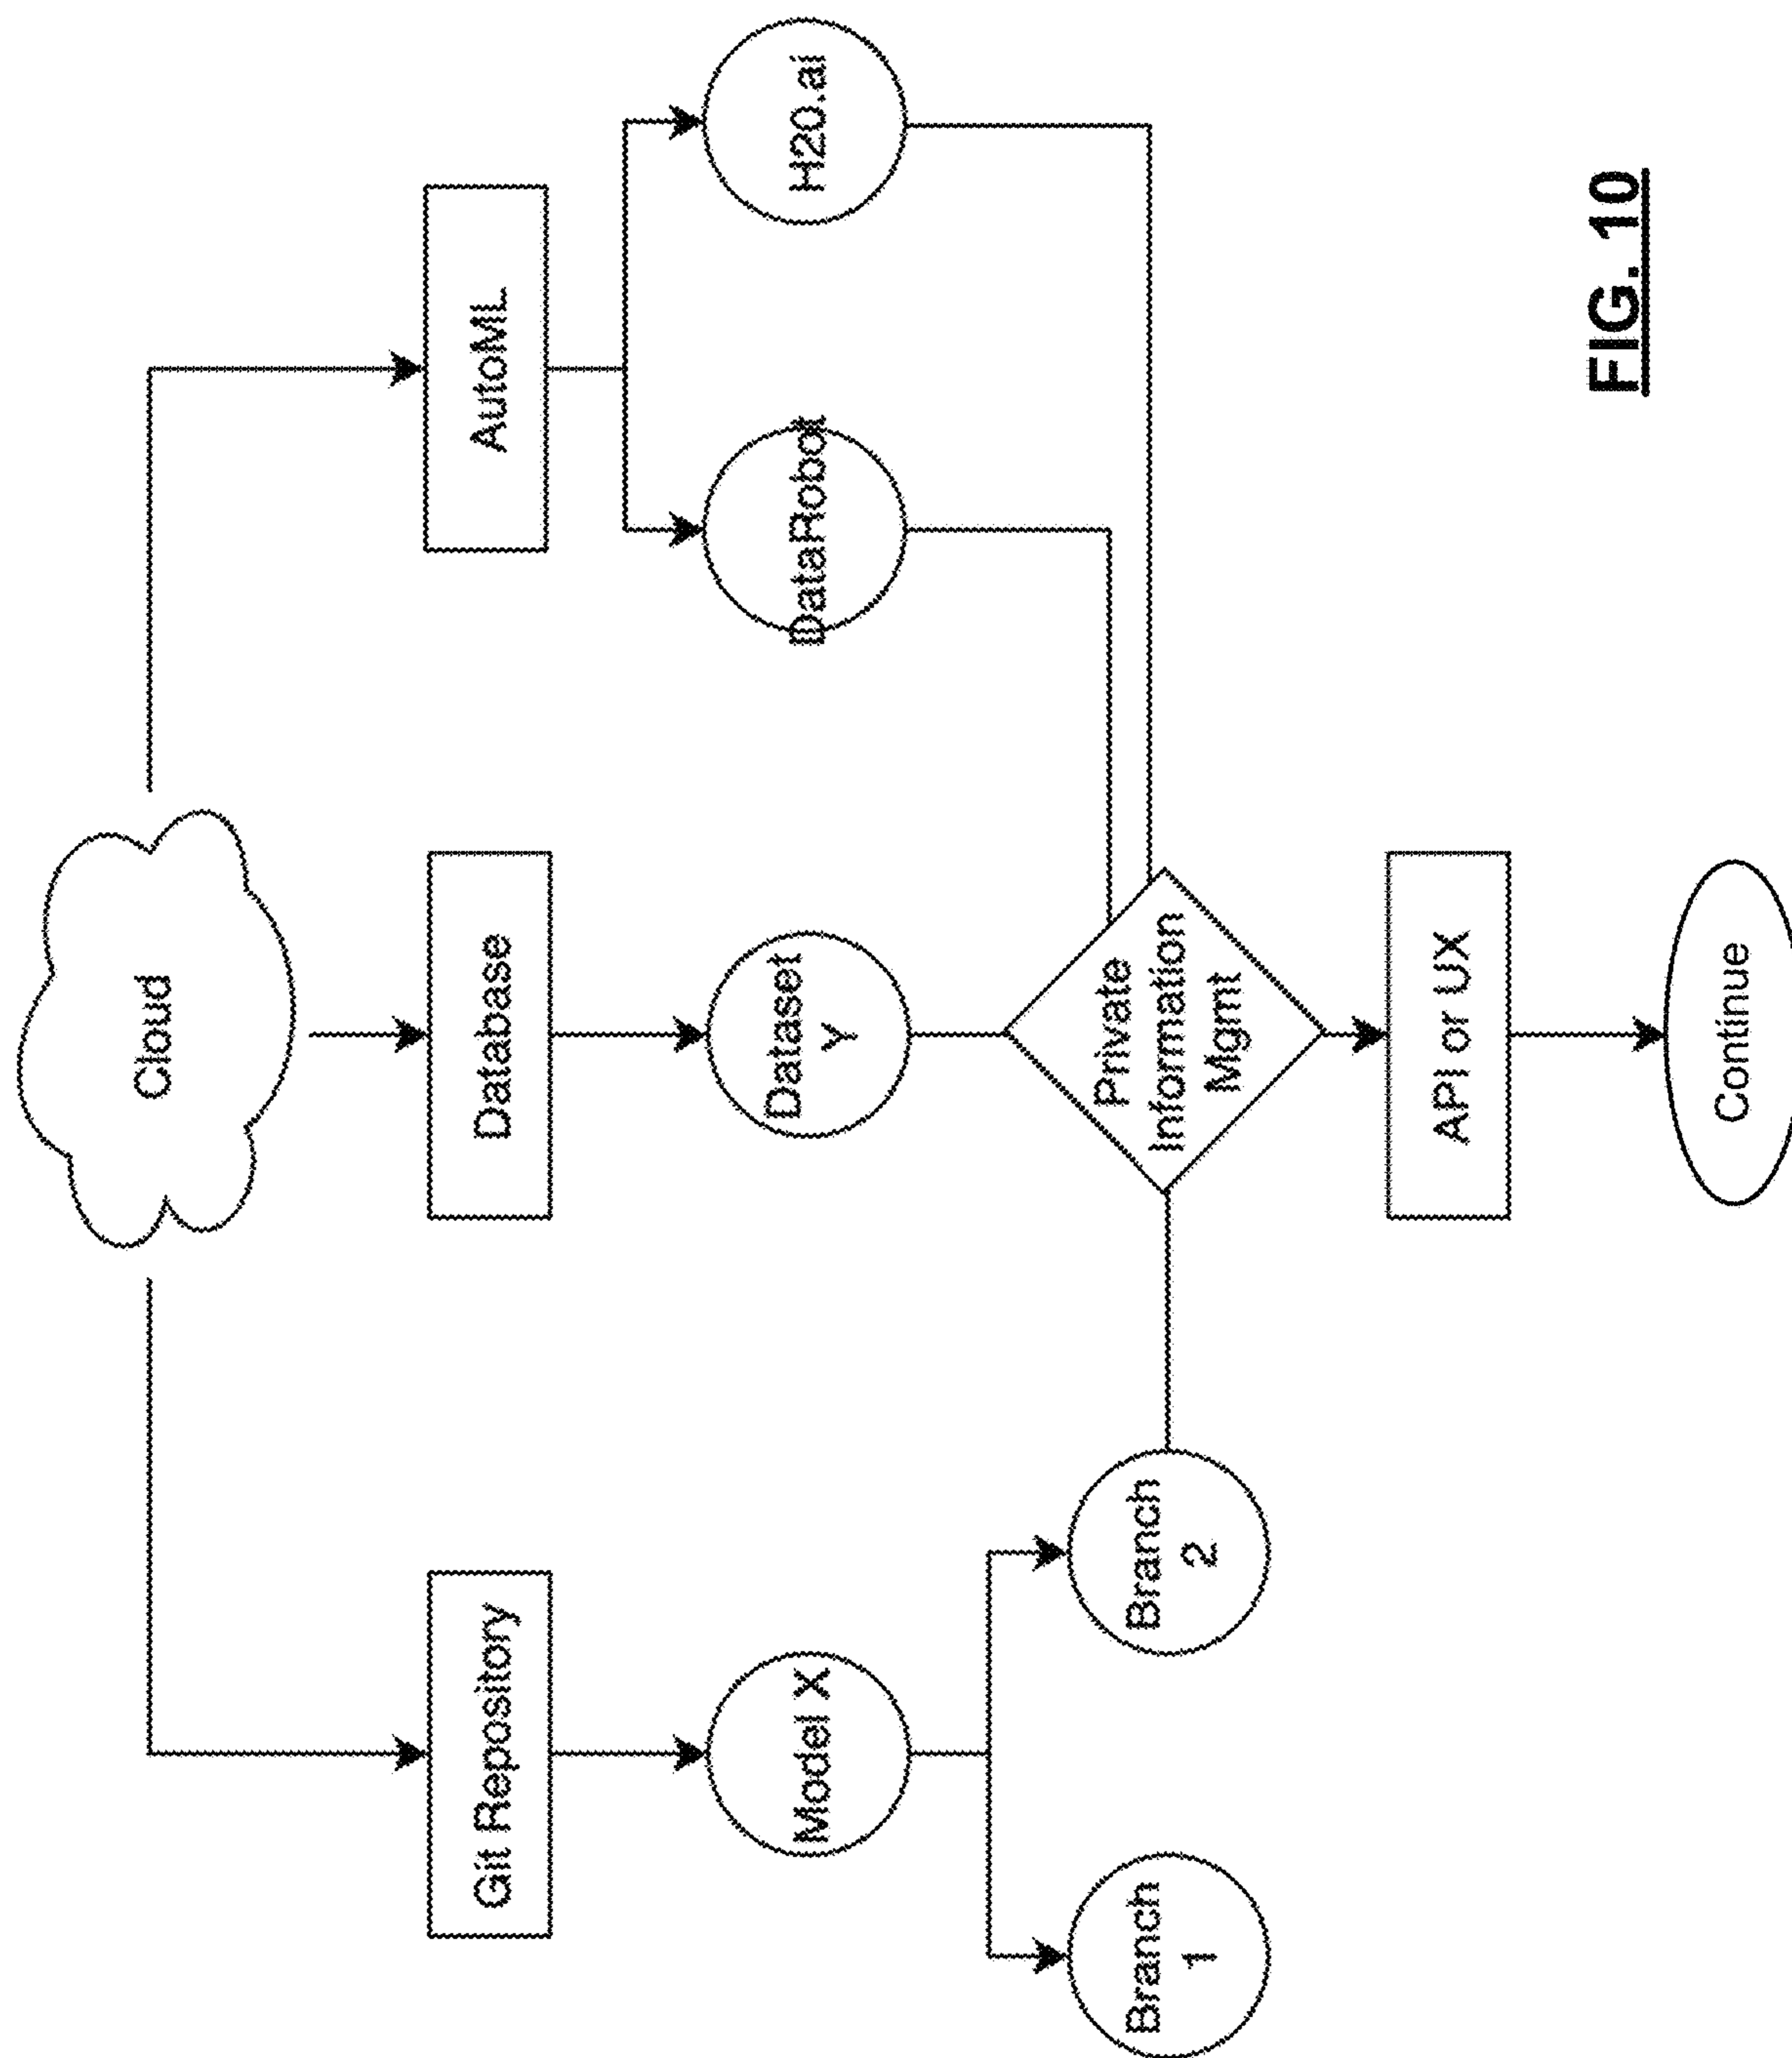 Cloud
Git Repository
Database
AutoML
Model X
Dataset
Y
DataRobot
H20.ai
Branch
1
Branch
2
Private
Information
Mgmt
API or UX
Continue
FIG. 10